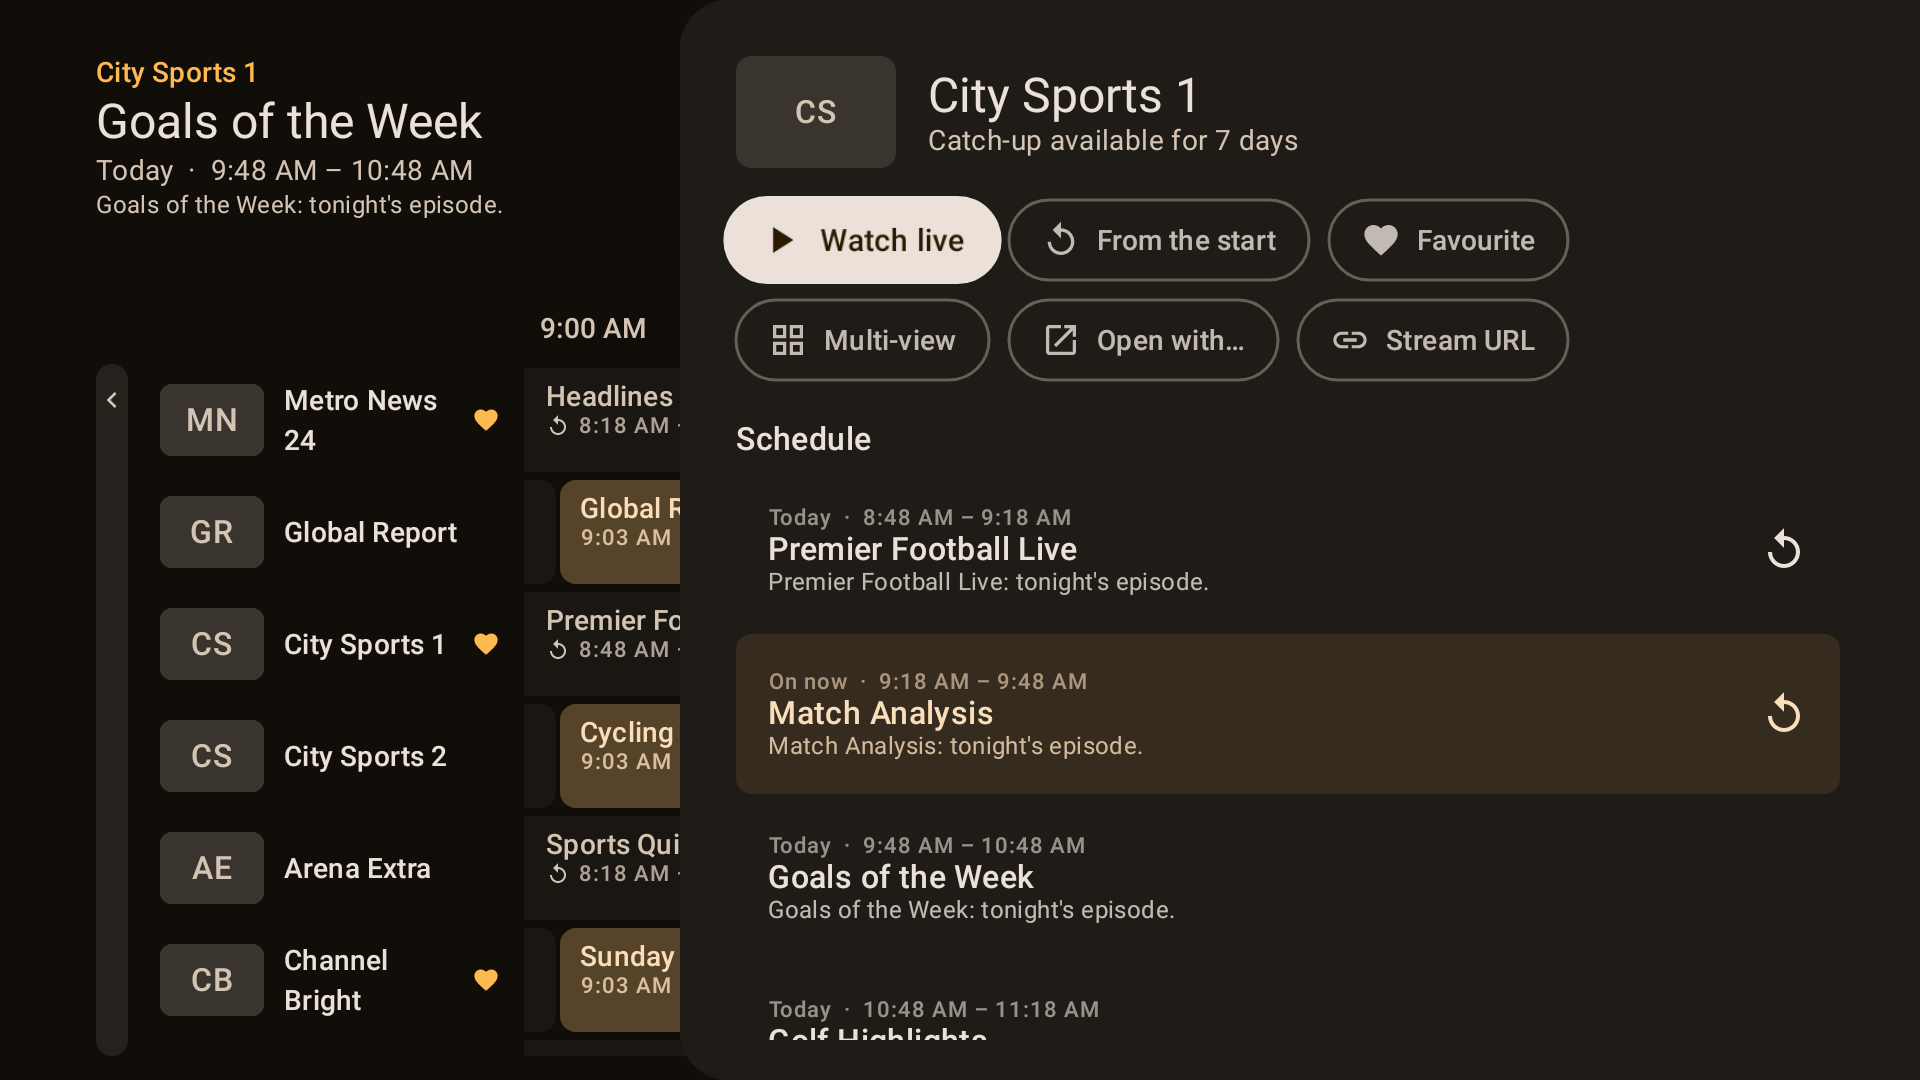 City Sports 1
Goals of the Week
Today · 9:48 AM – 10:48 AM
Goals of the Week: tonight's episode.
9:00 AM
MN
Metro News
24
Headlines
8:18 AM
GR
Global Report
Global
9:03 AM
CS
City Sports 1
Premier
8:48 AM
CS
City Sports 2
Cycling
9:03 AM
AE
Arena Extra
Sports
8:18 AM
CB
Channel
Bright
Sunday
9:03 AM
CS
City Sports 1
Catch-up available for 7 days
Watch live
From the start
Favourite
Multi-view
Open with...
Stream URL
Schedule
Today · 8:48 AM – 9:18 AM
Premier Football Live
Premier Football Live: tonight's episode.
On now · 9:18 AM – 9:48 AM
Match Analysis
Match Analysis: tonight's episode.
Today · 9:48 AM – 10:48 AM
Goals of the Week
Goals of the Week: tonight's episode.
Today · 10:48 AM – 11:18 AM
Golf Highlights